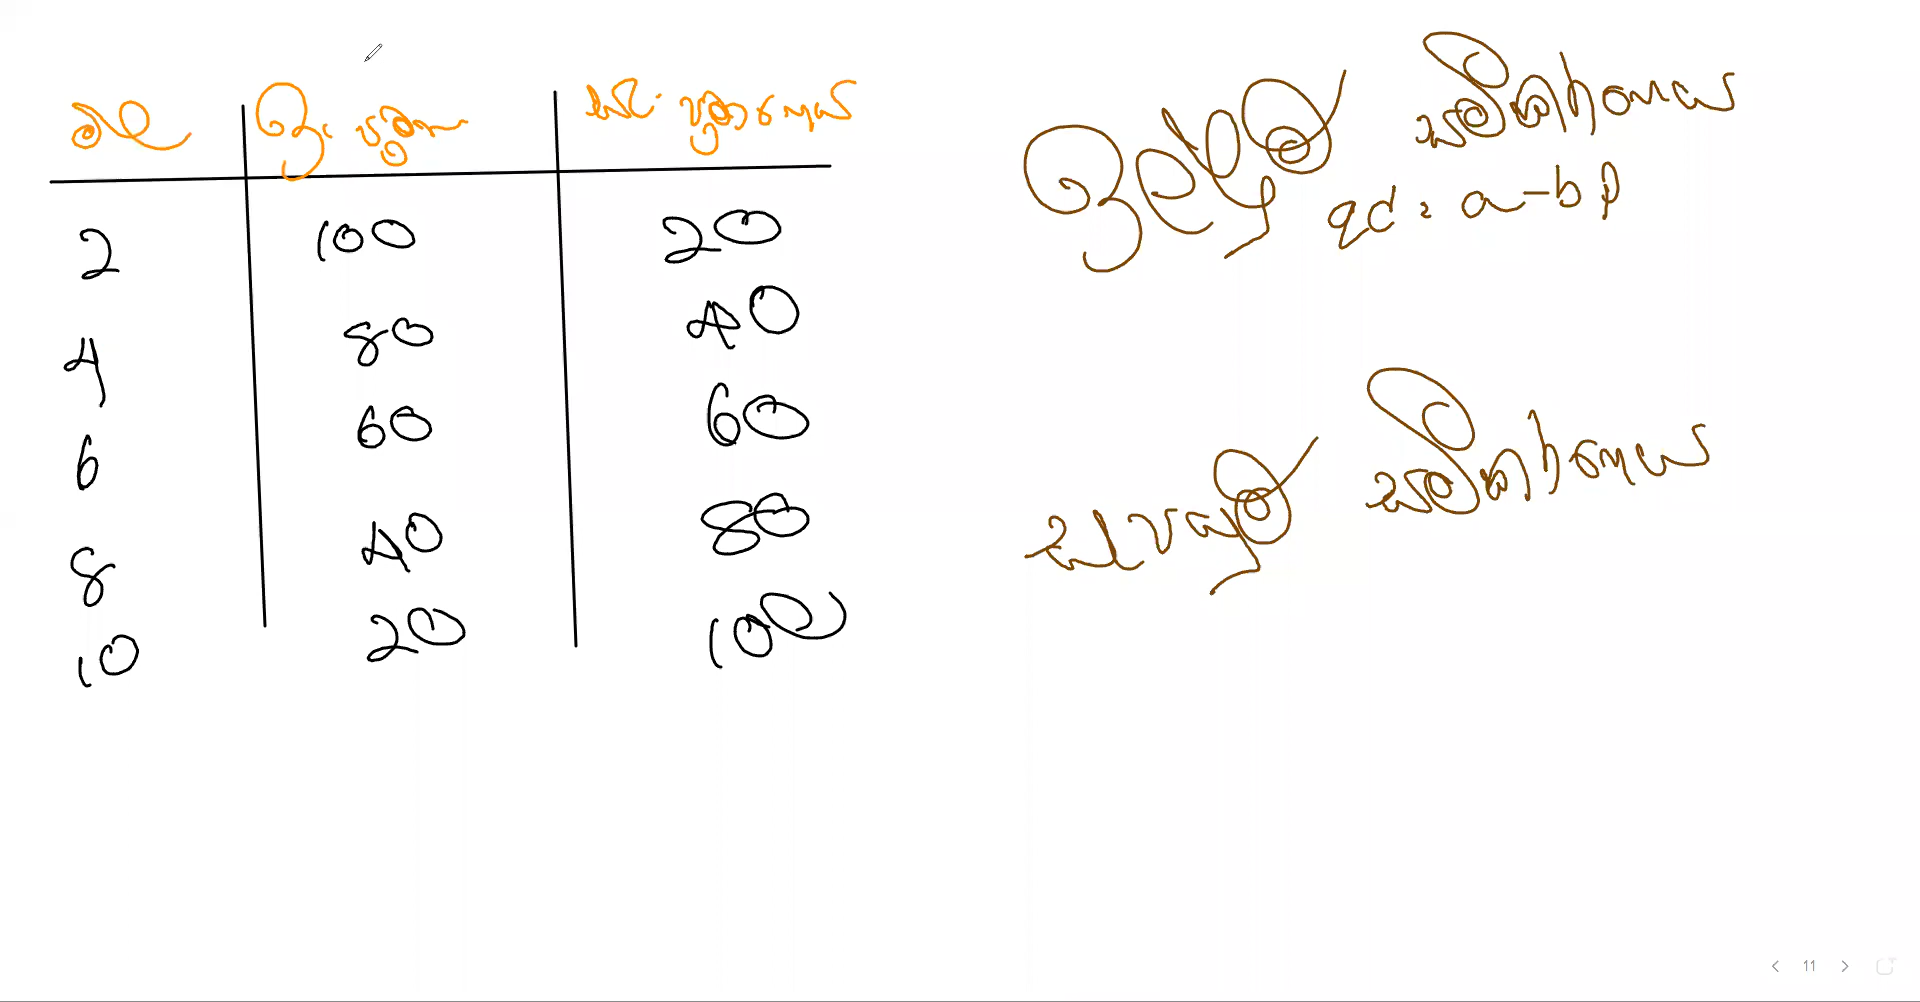 මිල | ඉ: ප්‍රමාණය | සැ: ප්‍රමාණය
2 | 100 | 20
4 | 80 | 40
6 | 60 | 60
8 | 40 | 80
10 | 20 | 100
ඉල්ලුම් සමීකරණය
qd = a - bp
සැපයුම් සමීකරණය
11